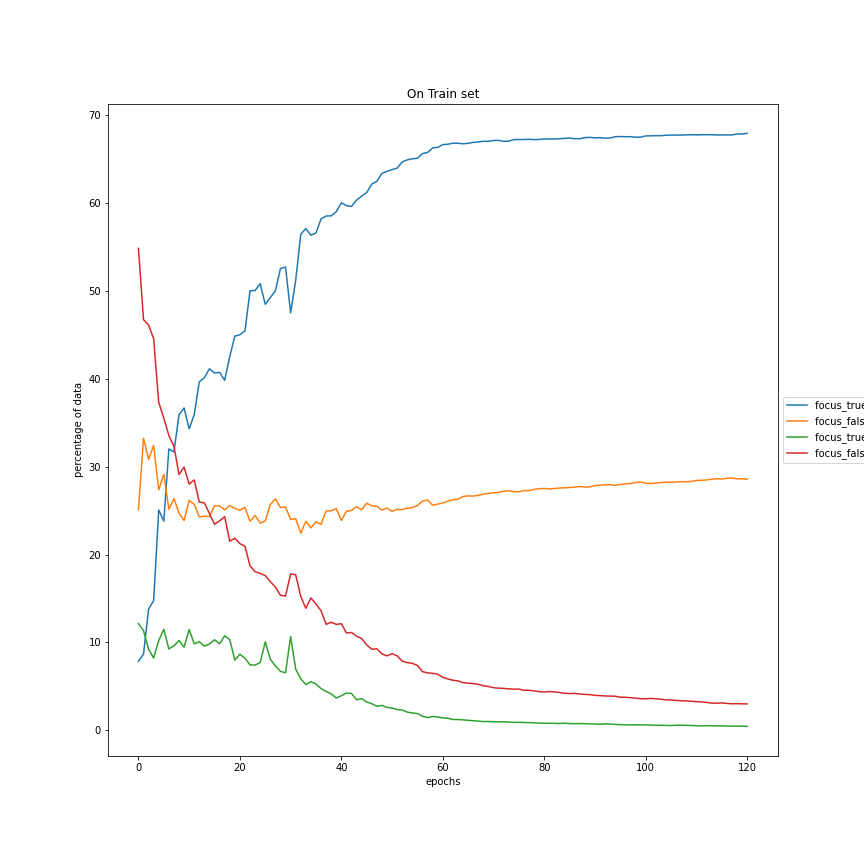 On Train set
70
60
50
40
30
20
10
0
percentage of data
0 20 40 60 80 100 120
epochs
focus_true
focus_fals
focus_true
focus_fals